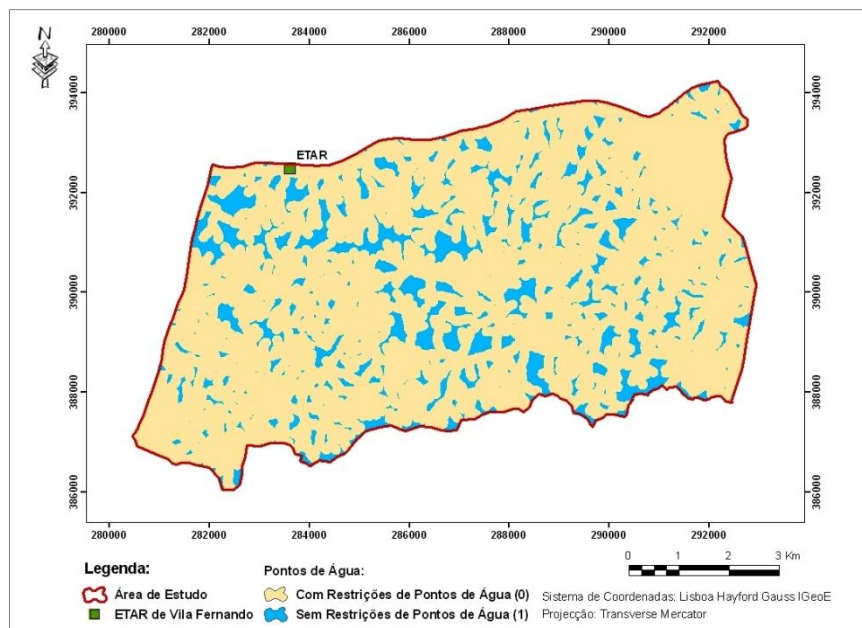 N
280000 282000 284000 286000 288000 290000 292000
394000
392000
390000
388000
386000
ETAR
394000
392000
390000
388000
386000
280000 282000 284000 286000 288000 290000 292000
0 1 2 3 Km
Legenda:
Área de Estudo
ETAR de Vila Fernando
Pontos de Água:
Com Restrições de Pontos de Água (0)
Sem Restrições de Pontos de Água (1)
Sistema de Coordenadas: Lisboa Hayford Gauss IGeoE
Projecção: Transverse Mercator